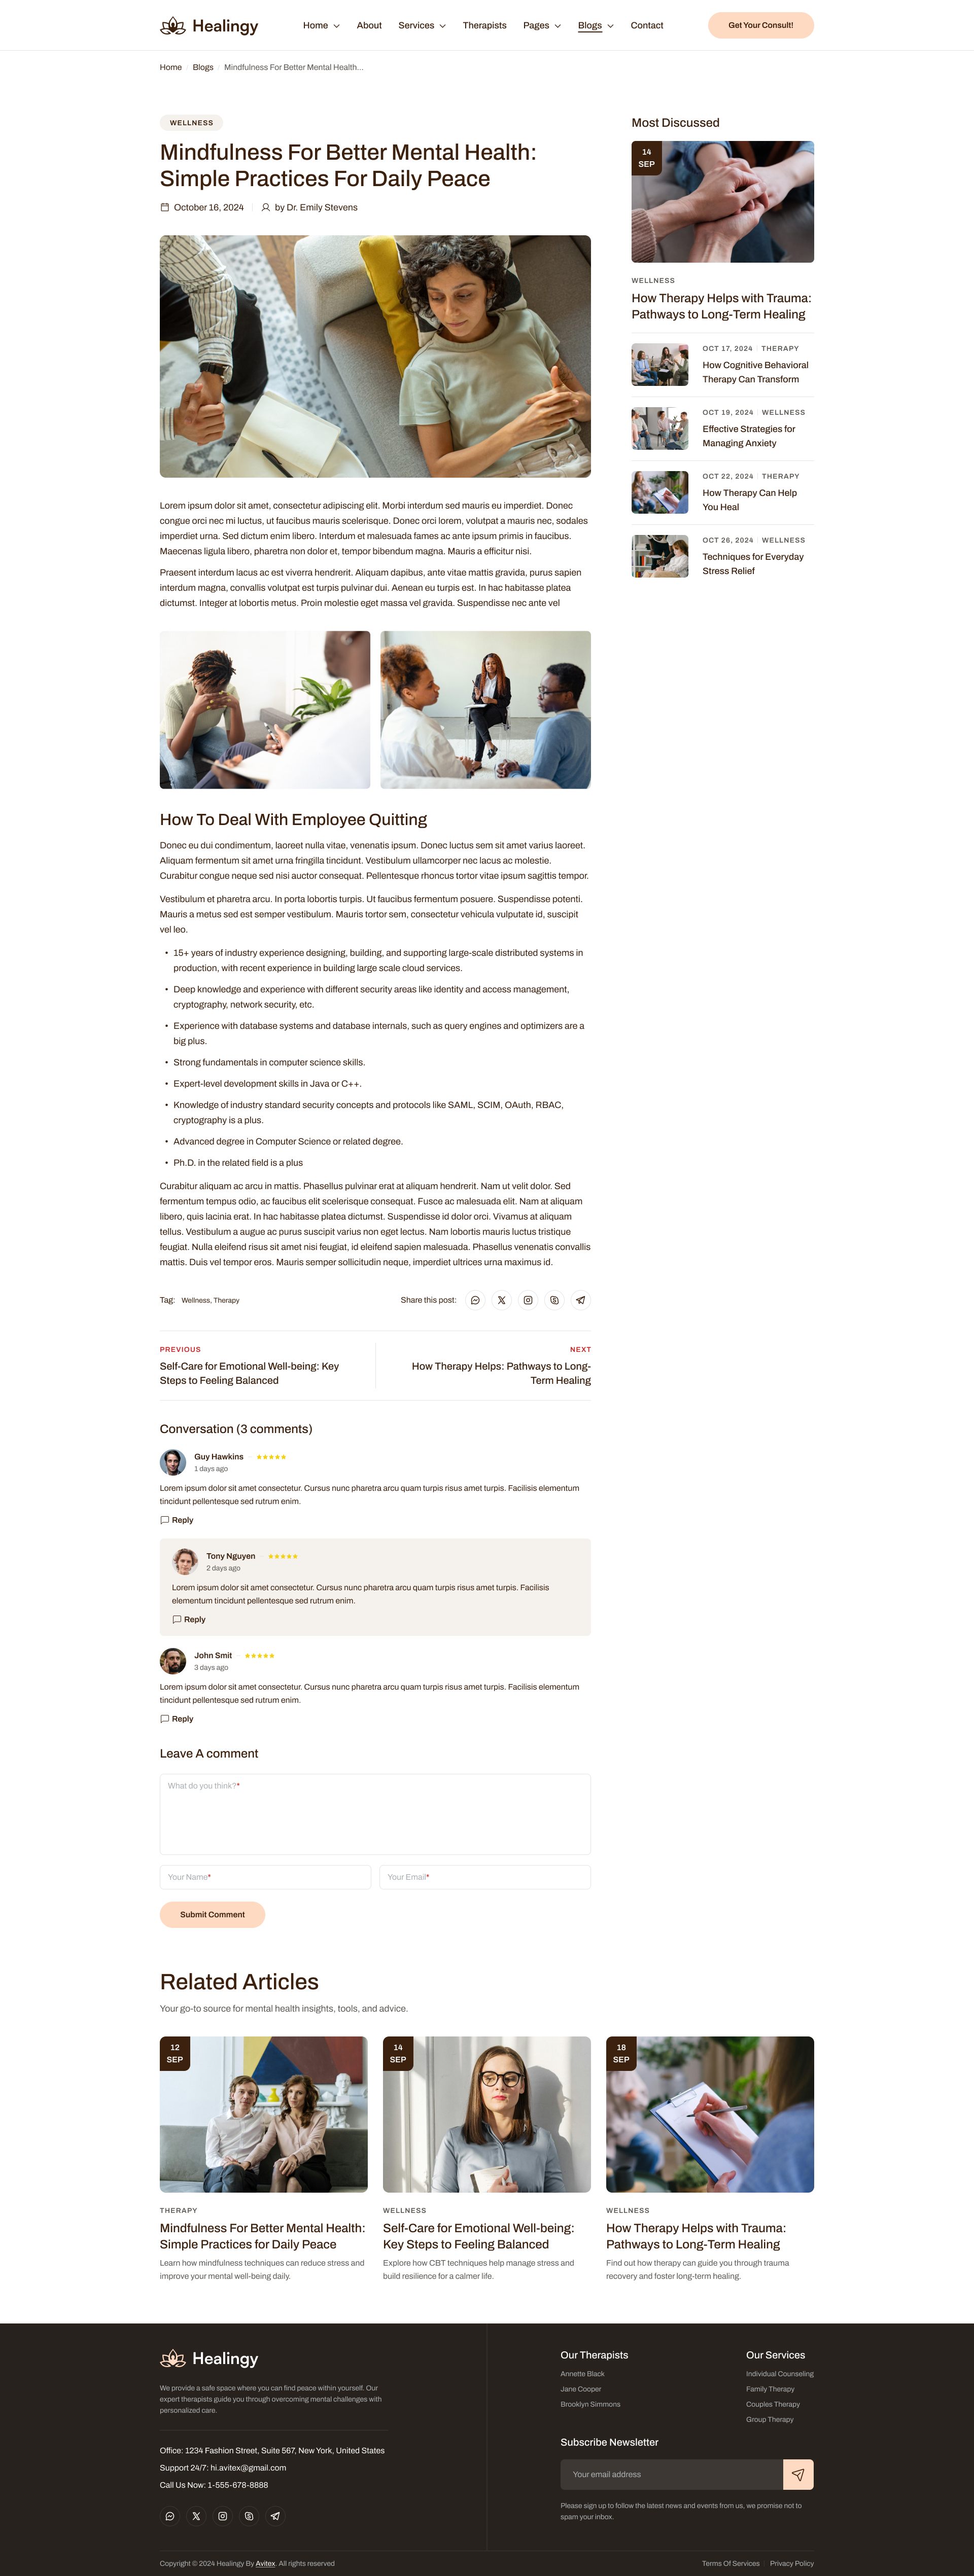 Healingy
Home
About
Services
Therapists
Pages
Blogs
Contact
Get Your Consult!
Home / Blogs / Mindfulness For Better Mental Health...
WELLNESS
Mindfulness For Better Mental Health:
Simple Practices For Daily Peace
October 16, 2024
by Dr. Emily Stevens
Lorem ipsum dolor sit amet, consectetur adipiscing elit. Morbi interdum sed mauris eu imperdiet. Donec
congue orci nec mi luctus, ut faucibus mauris scelerisque. Donec orci lorem, volutpat a mauris nec, sodales
imperdiet urna. Sed dictum enim libero. Interdum et malesuada fames ac ante ipsum primis in faucibus.
Maecenas ligula libero, pharetra non dolor et, tempor bibendum magna. Mauris a efficitur nisi.
Praesent interdum lacus ac est viverra hendrerit. Aliquam dapibus, ante vitae mattis gravida, purus sapien
interdum magna, convallis volutpat est turpis pulvinar dui. Aenean eu turpis est. In hac habitasse platea
dictumst. Integer at lobortis metus. Proin molestie eget massa vel gravida. Suspendisse nec ante vel
How To Deal With Employee Quitting
Donec eu dui condimentum, laoreet nulla vitae, venenatis ipsum. Donec luctus sem sit amet varius laoreet.
Aliquam fermentum sit amet urna fringilla tincidunt. Vestibulum ullamcorper nec lacus ac molestie.
Curabitur congue neque sed nisi auctor consequat. Pellentesque rhoncus tortor vitae ipsum sagittis tempor.
Vestibulum et pharetra arcu. In porta lobortis turpis. Ut faucibus fermentum posuere. Suspendisse potenti.
Mauris a metus sed est semper vestibulum. Mauris tortor sem, consectetur vehicula vulputate id, suscipit
vel leo.
• 15+ years of industry experience designing, building, and supporting large-scale distributed systems in
production, with recent experience in building large scale cloud services.
• Deep knowledge and experience with different security areas like identity and access management,
cryptography, network security, etc.
• Experience with database systems and database internals, such as query engines and optimizers are a
big plus.
• Strong fundamentals in computer science skills.
• Expert-level development skills in Java or C++.
• Knowledge of industry standard security concepts and protocols like SAML, SCIM, OAuth, RBAC,
cryptography is a plus.
• Advanced degree in Computer Science or related degree.
• Ph.D. in the related field is a plus
Curabitur aliquam ac arcu in mattis. Phasellus pulvinar erat at aliquam hendrerit. Nam ut velit dolor. Sed
fermentum tempus odio, ac faucibus elit scelerisque consequat. Fusce ac malesuada elit. Nam at aliquam
libero, quis lacinia erat. In hac habitasse platea dictumst. Suspendisse id dolor orci. Vivamus at aliquam
tellus. Vestibulum a augue ac purus suscipit varius non eget lectus. Nam lobortis mauris luctus tristique
feugiat. Nulla eleifend risus sit amet nisi feugiat, id eleifend sapien malesuada. Phasellus venenatis convallis
mattis. Duis vel tempor eros. Mauris semper sollicitudin neque, imperdiet ultrices urna maximus id.
Tag: Wellness, Therapy
Share this post:
PREVIOUS
Self-Care for Emotional Well-being: Key
Steps to Feeling Balanced
NEXT
How Therapy Helps: Pathways to Long-
Term Healing
Conversation (3 comments)
Guy Hawkins
1 days ago
Lorem ipsum dolor sit amet consectetur. Cursus nunc pharetra arcu quam turpis risus amet turpis. Facilisis elementum
tincidunt pellentesque sed rutrum enim.
Reply
Tony Nguyen
2 days ago
Lorem ipsum dolor sit amet consectetur. Cursus nunc pharetra arcu quam turpis risus amet turpis. Facilisis
elementum tincidunt pellentesque sed rutrum enim.
Reply
John Smit
3 days ago
Lorem ipsum dolor sit amet consectetur. Cursus nunc pharetra arcu quam turpis risus amet turpis. Facilisis elementum
tincidunt pellentesque sed rutrum enim.
Reply
Leave A comment
What do you think?*
Your Name*
Your Email*
Submit Comment
Most Discussed
14
SEP
WELLNESS
How Therapy Helps with Trauma:
Pathways to Long-Term Healing
OCT 17, 2024 THERAPY
How Cognitive Behavioral
Therapy Can Transform
OCT 19, 2024 WELLNESS
Effective Strategies for
Managing Anxiety
OCT 22, 2024 THERAPY
How Therapy Can Help
You Heal
OCT 26, 2024 WELLNESS
Techniques for Everyday
Stress Relief
Related Articles
Your go-to source for mental health insights, tools, and advice.
12
SEP
THERAPY
Mindfulness For Better Mental Health:
Simple Practices for Daily Peace
Learn how mindfulness techniques can reduce stress and
improve your mental well-being daily.
14
SEP
WELLNESS
Self-Care for Emotional Well-being:
Key Steps to Feeling Balanced
Explore how CBT techniques help manage stress and
build resilience for a calmer life.
18
SEP
WELLNESS
How Therapy Helps with Trauma:
Pathways to Long-Term Healing
Find out how therapy can guide you through trauma
recovery and foster long-term healing.
Healingy
We provide a safe space where you can find peace within yourself. Our
expert therapists guide you through overcoming mental challenges with
personalized care.
Office: 1234 Fashion Street, Suite 567, New York, United States
Support 24/7: hi.avitex@gmail.com
Call Us Now: 1-555-678-8888
Our Therapists
Annette Black
Jane Cooper
Brooklyn Simmons
Our Services
Individual Counseling
Family Therapy
Couples Therapy
Group Therapy
Subscribe Newsletter
Your email address
Please sign up to follow the latest news and events from us, we promise not to
spam your inbox.
Copyright © 2024 Healingy By Avitex. All rights reserved
Terms Of Services
Privacy Policy